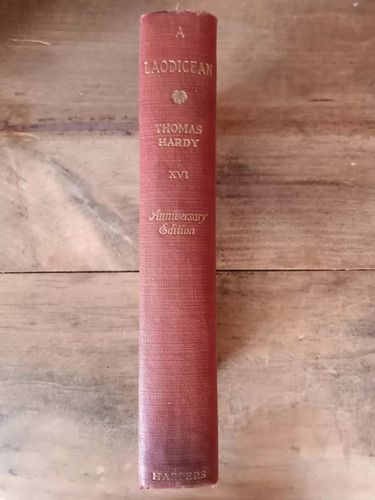 A
LAODICEAN
THOMAS
HARDY
XVI
Anniversary
Edition
HARPERS